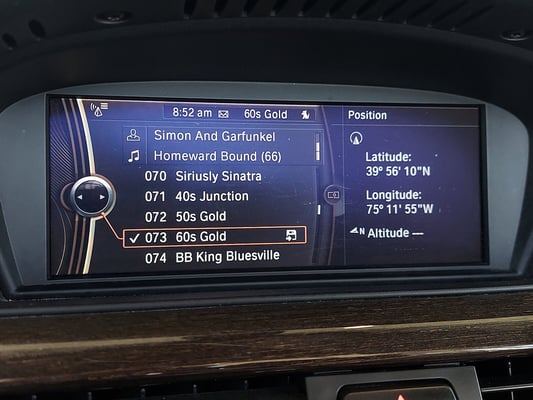 8:52 am 60s Gold
Simon And Garfunkel
Homeward Bound (66)
070 Siriusly Sinatra
071 40s Junction
072 50s Gold
073 60s Gold
074 BB King Bluesville
Position
Latitude:
39° 56' 10"N
Longitude:
75° 11' 55"W
N Altitude ---